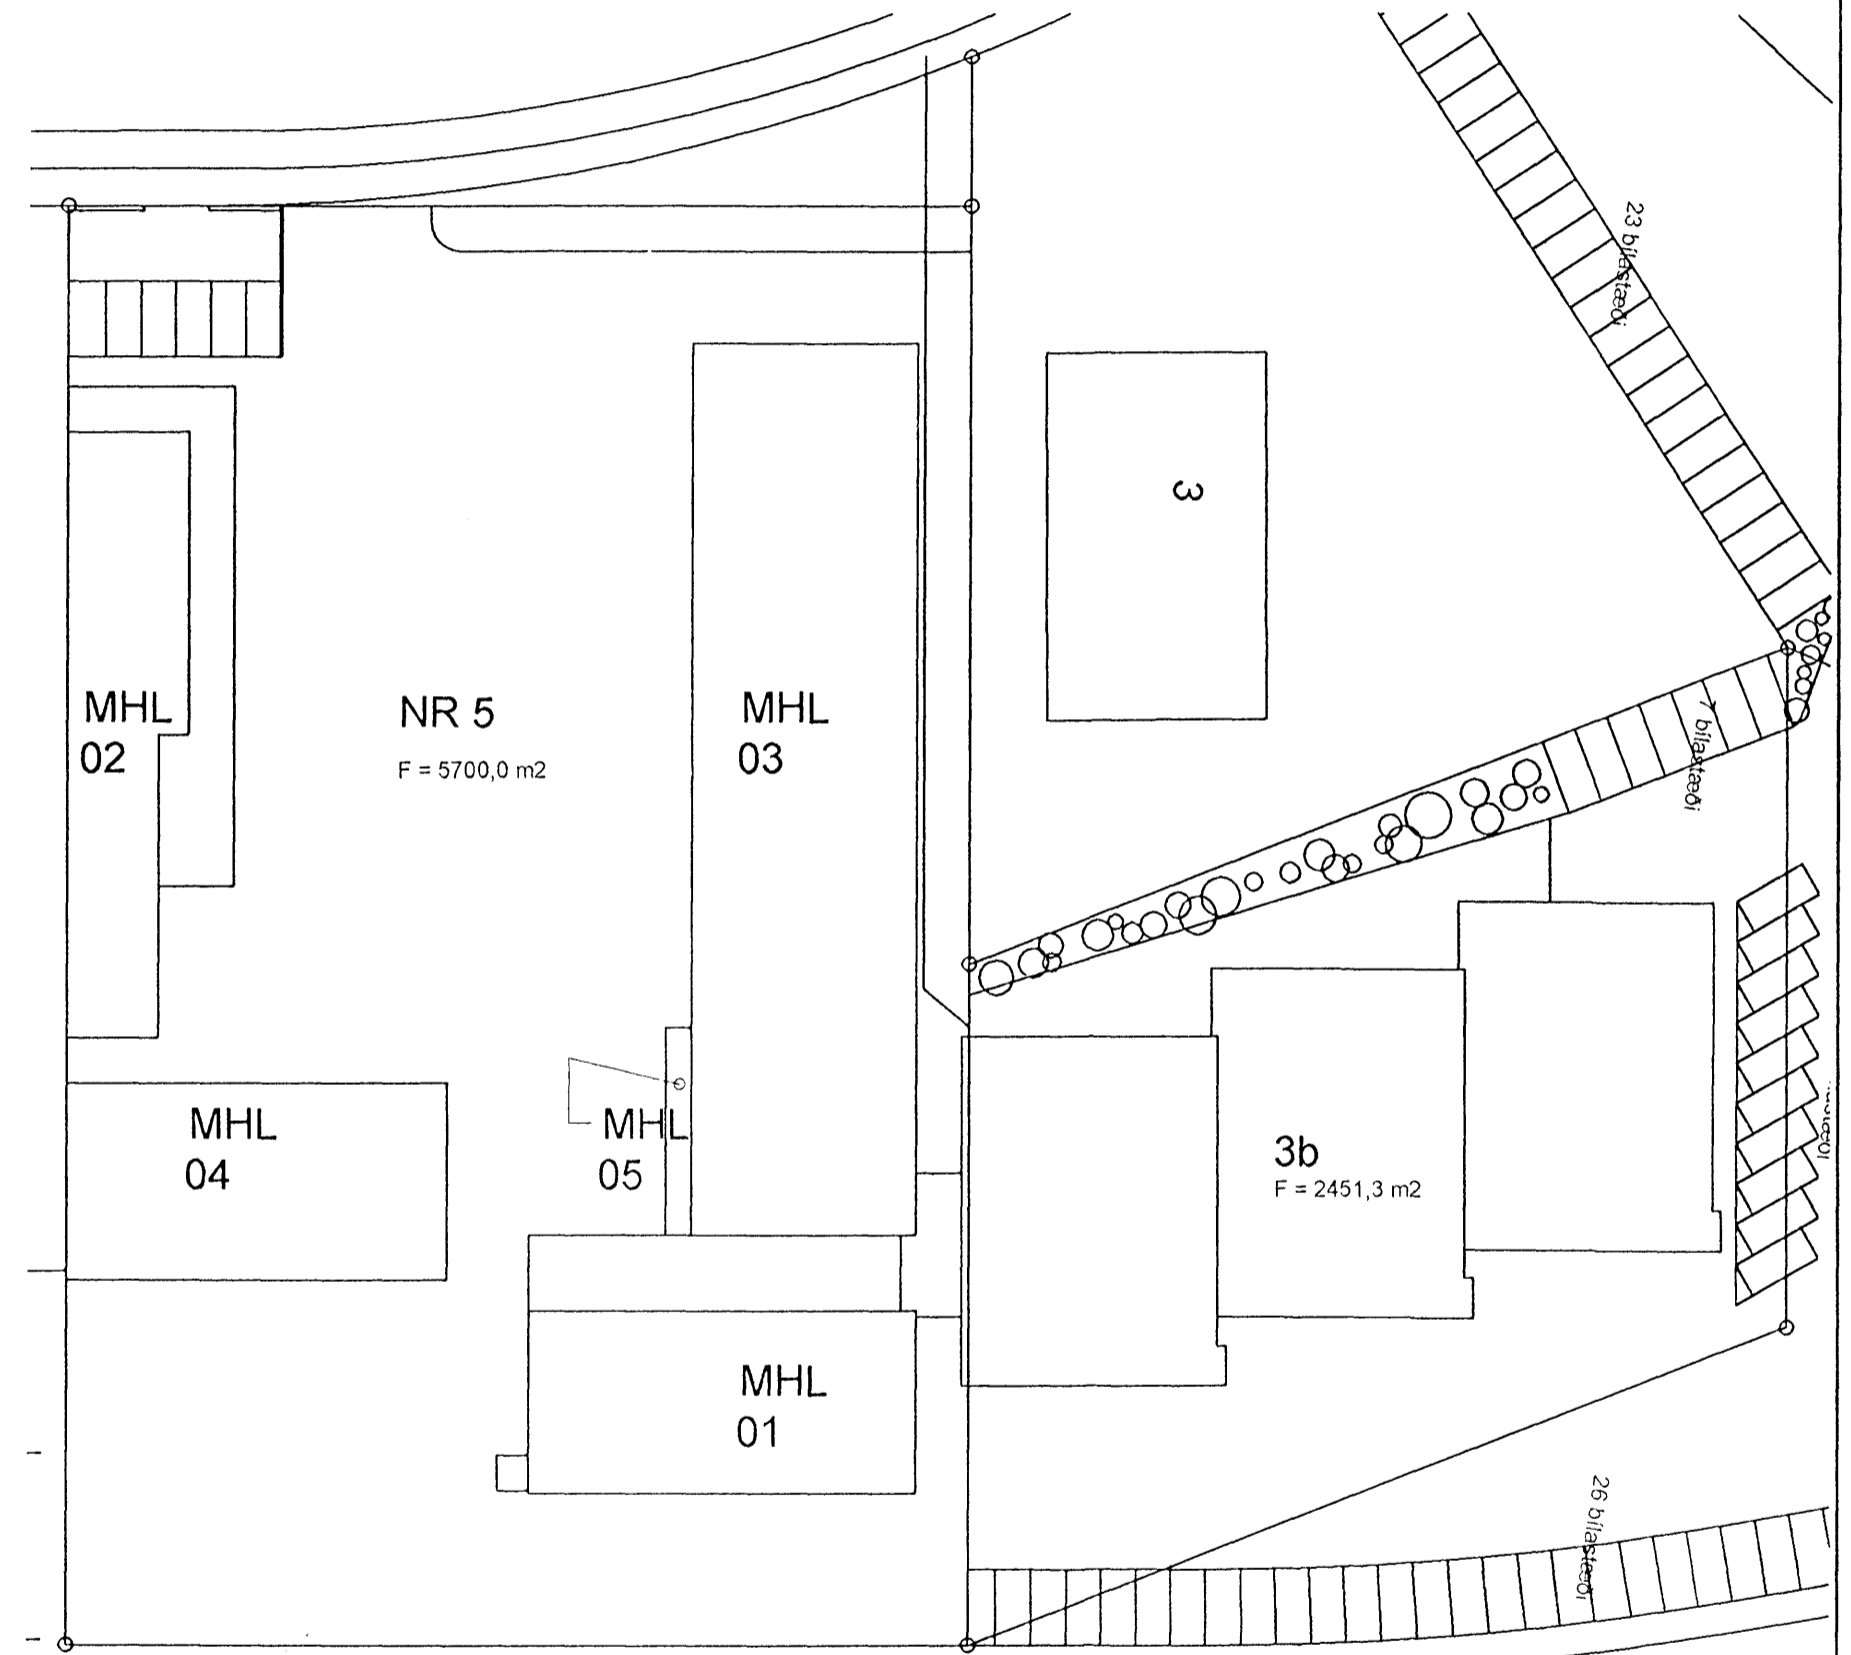 23 bílastæði
3
MHL
02
NR 5
F = 5700,0 m2
MHL
03
7 bílastæði
MHL
04
MHL
05
3b
F = 2451,3 m2
MHL
01
26 bílastæði